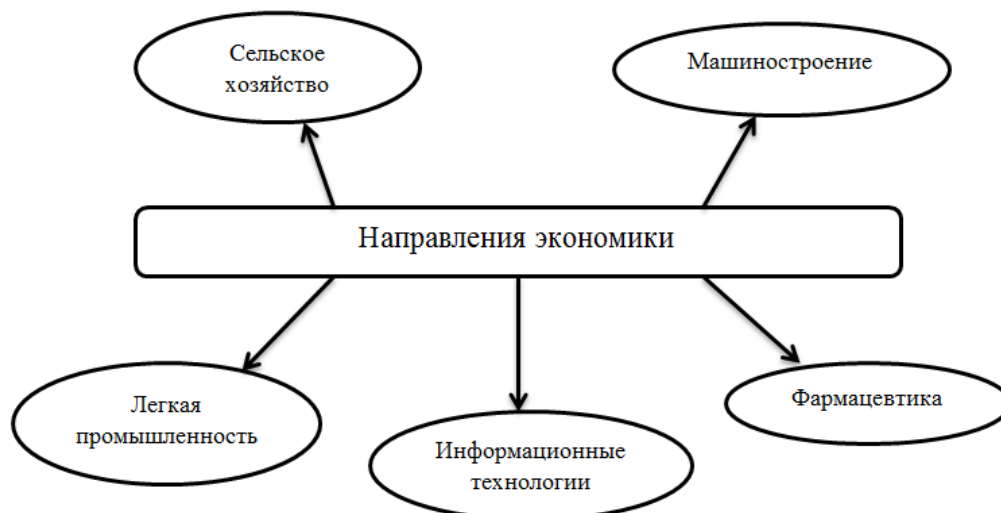 Сельское
хозяйство
Машиностроение
Направления экономики
Легкая
промышленность
Информационные
технологии
Фармацевтика